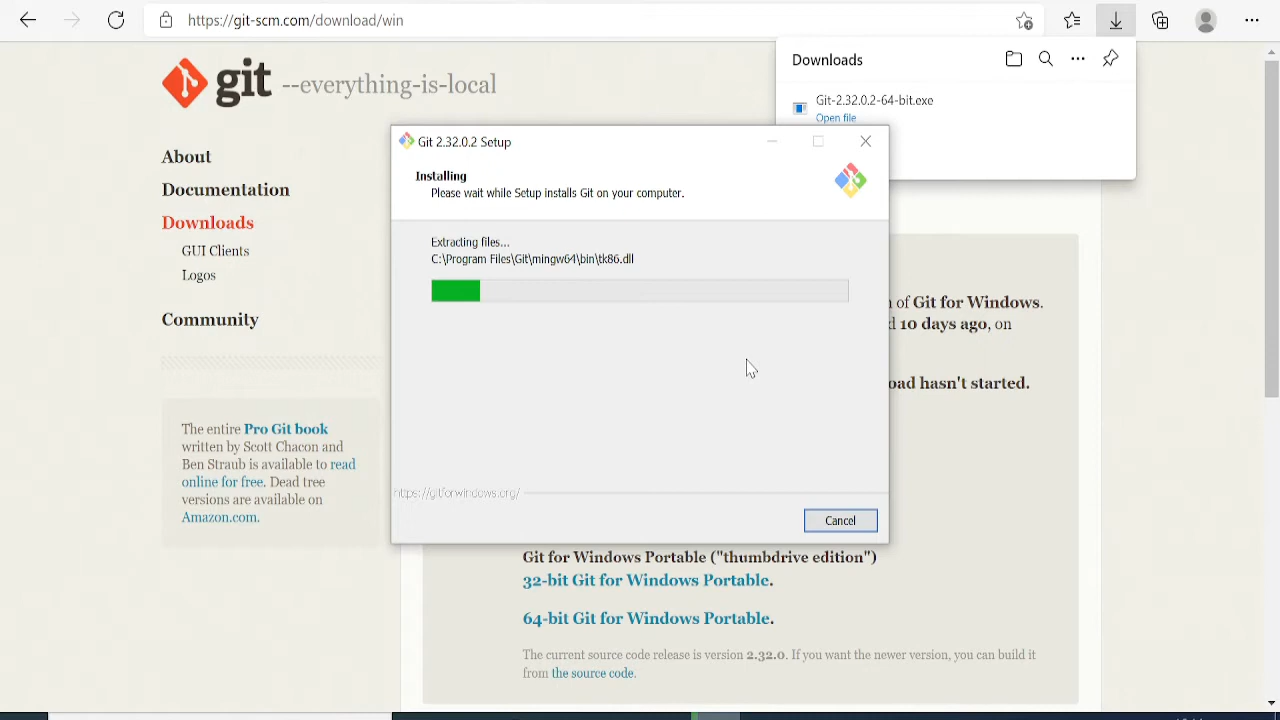 https://git-scm.com/download/win
git --everything-is-local
Downloads
Git-2.32.0.2-64-bit.exe
Open file
About
Documentation
Downloads
GUI Clients
Logos
Community
The entire Pro Git book
written by Scott Chacon and
Ben Straub is available to read
online for free. Dead tree
versions are available on
Amazon.com.
Git 2.32.0.2 Setup
Installing
Please wait while Setup installs Git on your computer.
Extracting files...
C:\Program Files\Git\mingw64\bin\tk86.dll
https://gitforwindows.org/
Cancel
of Git for Windows.
10 days ago, on
hasn't started.
Git for Windows Portable ("thumbdrive edition")
32-bit Git for Windows Portable.
64-bit Git for Windows Portable.
The current source code release is version 2.32.0. If you want the newer version, you can build it
from the source code.